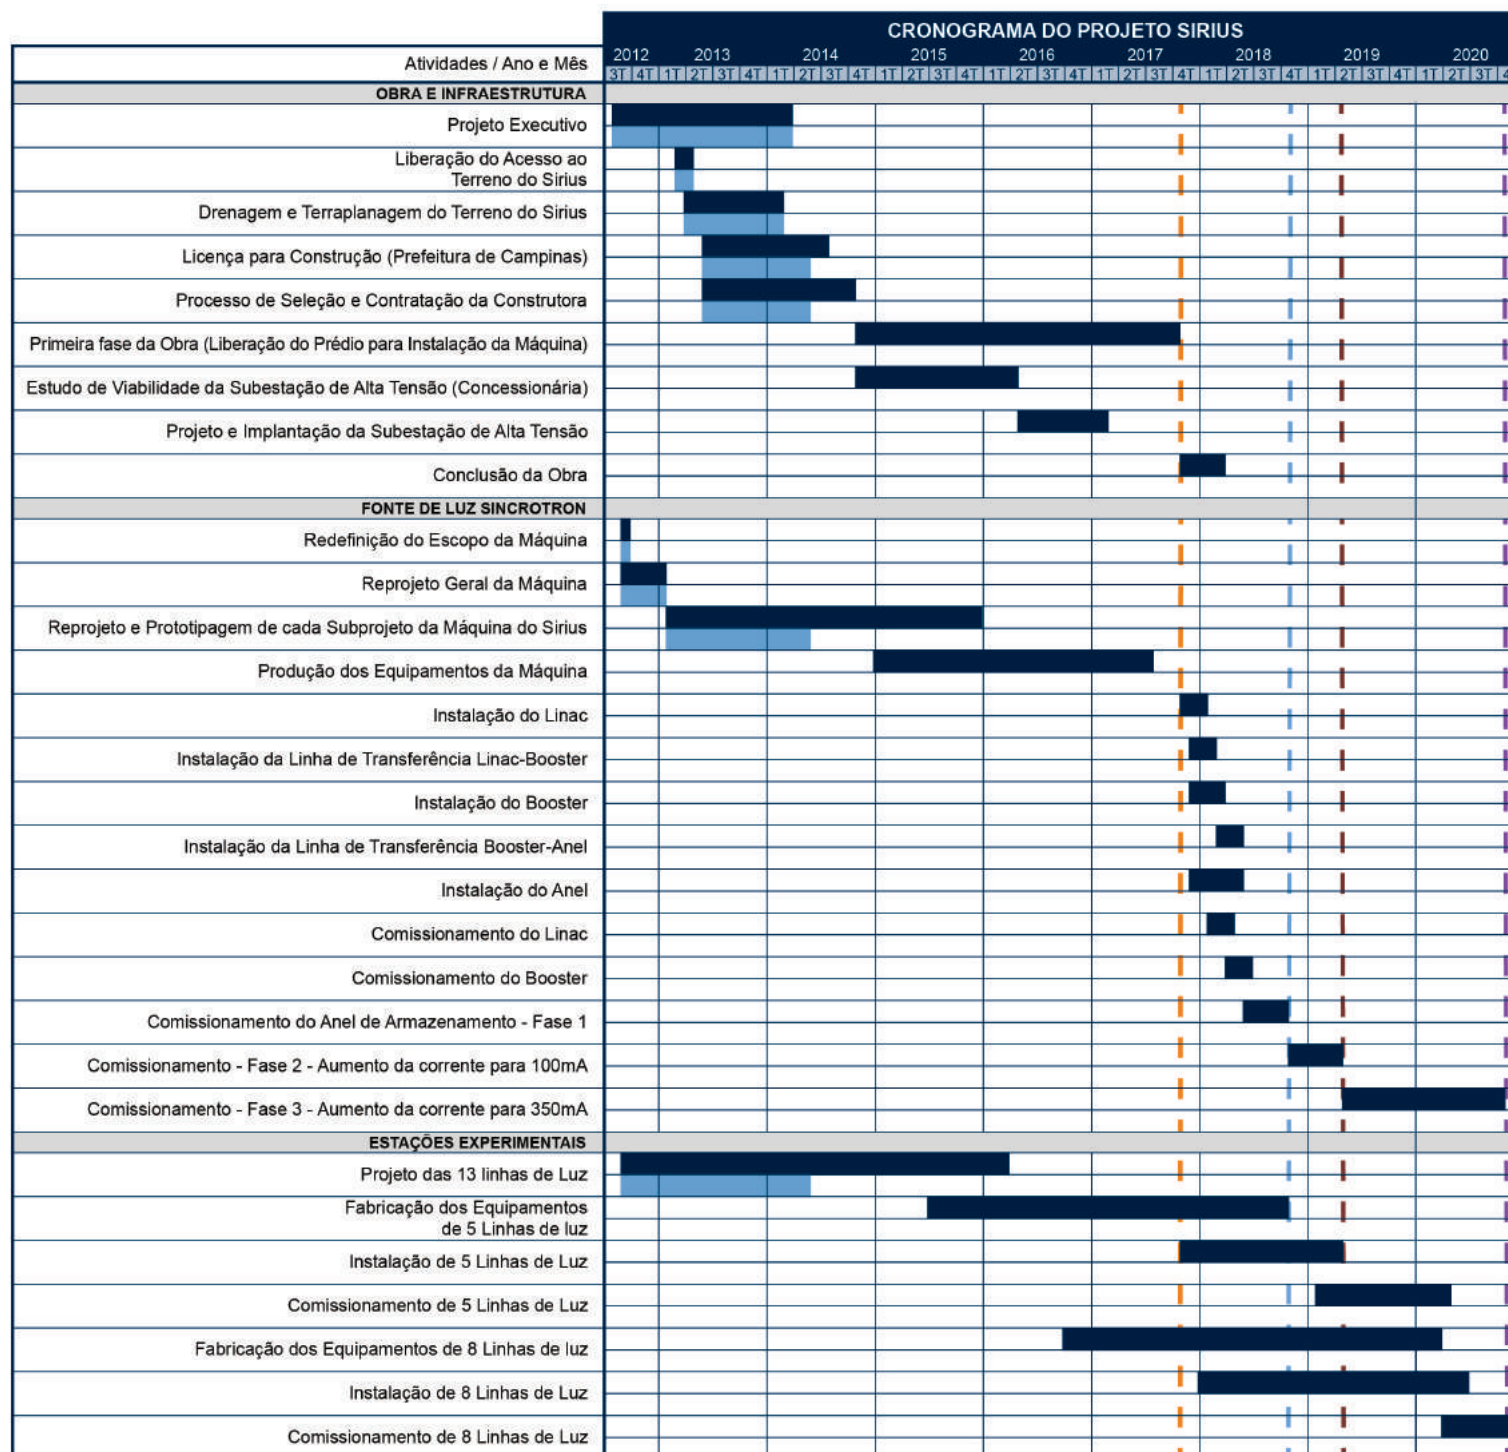 CRONOGRAMA DO PROJETO SIRIUS
2012 2013 2014 2015 2016 2017 2018 2019 2020
Atividades / Ano e Mês
3T 4T 1T 2T 3T 4T 1T 2T 3T 4T 1T 2T 3T 4T 1T 2T 3T 4T 1T 2T 3T 4T 1T 2T 3T 4T 1T 2T 3T 4T 1T 2T 3T 4
OBRA E INFRAESTRUTURA
Projeto Executivo
Liberação do Acesso ao
Terreno do Sirius
Drenagem e Terraplanagem do Terreno do Sirius
Licença para Construção (Prefeitura de Campinas)
Processo de Seleção e Contratação da Construtora
Primeira fase da Obra (Liberação do Prédio para Instalação da Máquina)
Estudo de Viabilidade da Subestação de Alta Tensão (Concessionária)
Projeto e Implantação da Subestação de Alta Tensão
Conclusão da Obra
FONTE DE LUZ SINCROTRON
Redefinição do Escopo da Máquina
Reprojeto Geral da Máquina
Reprojeto e Prototipagem de cada Subprojeto da Máquina do Sirius
Produção dos Equipamentos da Máquina
Instalação do Linac
Instalação da Linha de Transferência Linac-Booster
Instalação do Booster
Instalação da Linha de Transferência Booster-Anel
Instalação do Anel
Comissionamento do Linac
Comissionamento do Booster
Comissionamento do Anel de Armazenamento - Fase 1
Comissionamento - Fase 2 - Aumento da corrente para 100mA
Comissionamento - Fase 3 - Aumento da corrente para 350mA
ESTAÇÕES EXPERIMENTAIS
Projeto das 13 linhas de Luz
Fabricação dos Equipamentos
de 5 Linhas de luz
Instalação de 5 Linhas de Luz
Comissionamento de 5 Linhas de Luz
Fabricação dos Equipamentos de 8 Linhas de luz
Instalação de 8 Linhas de Luz
Comissionamento de 8 Linhas de Luz